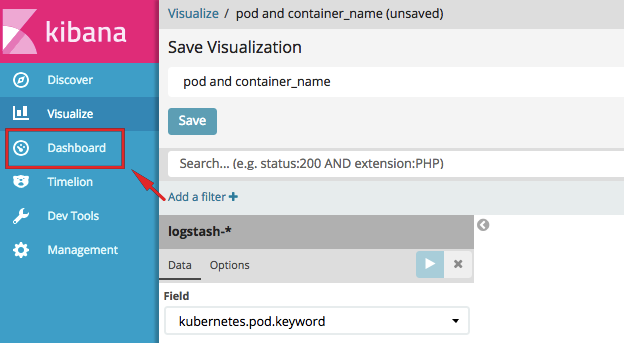 kibana
Discover
Visualize
Dashboard
Timelion
Dev Tools
Management
Visualize / pod and container_name (unsaved)
Save Visualization
pod and container_name
Save
Search... (e.g. status:200 AND extension:PHP)
Add a filter +
logstash-*
Data Options
Field
kubernetes.pod.keyword